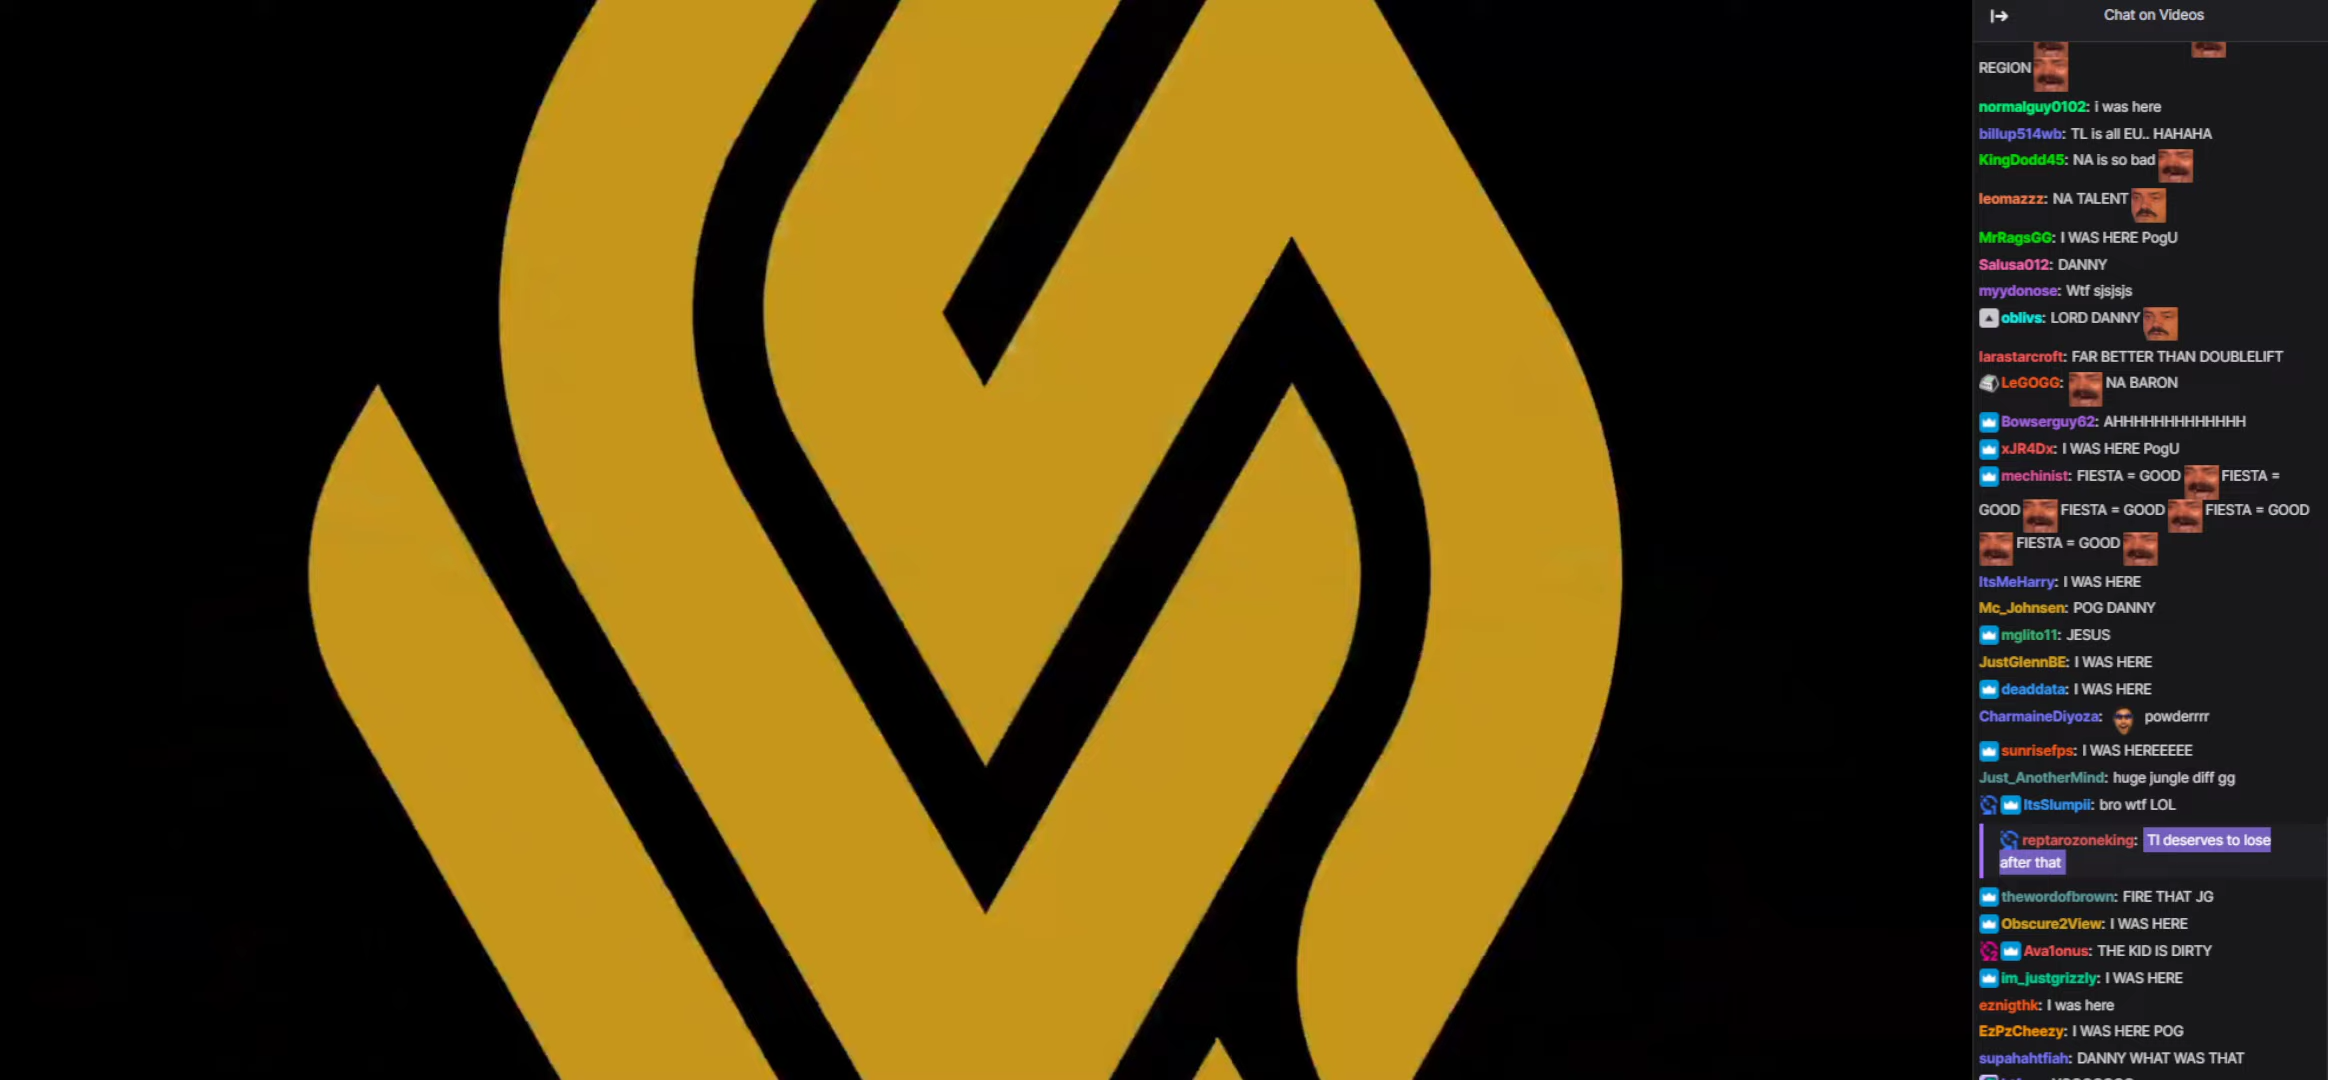 Chat on Videos
REGION
normalguy0102: i was here
billup514wb: TL is all EU.. HAHAHA
KingDodd45: NA is so bad
leomazzz: NA TALENT
MrRagsGG: I WAS HERE PogU
Salusa012: DANNY
myydonose: Wtf sjsjsjs
oblivs: LORD DANNY
larastarcroft: FAR BETTER THAN DOUBLELIFT
LeGOGG: NA BARON
Bowserguy62: AHHHHHHHHHHHHH
xJR4Dx: I WAS HERE PogU
mechinist: FIESTA = GOOD FIESTA =
GOOD FIESTA = GOOD FIESTA = GOOD
FIESTA = GOOD
ItsMeHarry: I WAS HERE
Mc_Johnsen: POG DANNY
mglito11: JESUS
JustGlennBE: I WAS HERE
deaddata: I WAS HERE
CharmaineDiyoza: powderrrr
sunrisefps: I WAS HEREEEEE
Just_AnotherMind: huge jungle diff gg
ItsSlumpii: bro wtf LOL
reptarozoneking: Tl deserves to lose
after that
thewordofbrown: FIRE THAT JG
Obscure2View: I WAS HERE
Ava1onus: THE KID IS DIRTY
im_justgrizzly: I WAS HERE
eznigthk: I was here
EzPzCheezy: I WAS HERE POG
supahahtfiah: DANNY WHAT WAS THAT